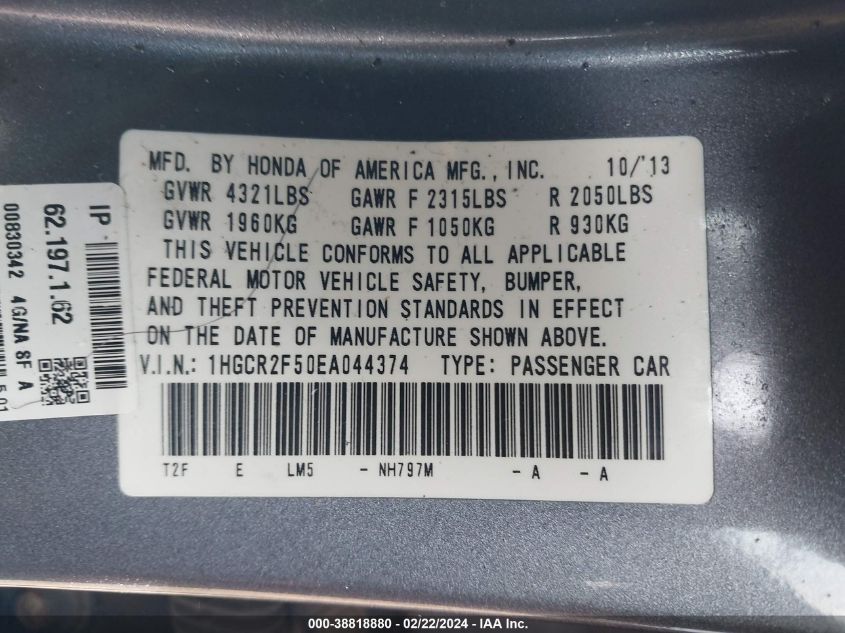 MFD. BY HONDA OF AMERICA MFG., INC. 10/'13
GVWR 4321LBS GAWR F 2315LBS R 2050LBS
GVWR 1960KG GAWR F 1050KG R 930KG
THIS VEHICLE CONFORMS TO ALL APPLICABLE
FEDERAL MOTOR VEHICLE SAFETY, BUMPER,
AND THEFT PREVENTION STANDARDS IN EFFECT
ON THE DATE OF MANUFACTURE SHOWN ABOVE.
V.I.N.: 1HGCR2F50EA044374 TYPE: PASSENGER CAR
T2F E LM5 - NH797M - A - A
IP
62.197.1.62
00830342 4G/NA 8F A
000-38818880 - 02/22/2024 - IAA Inc.